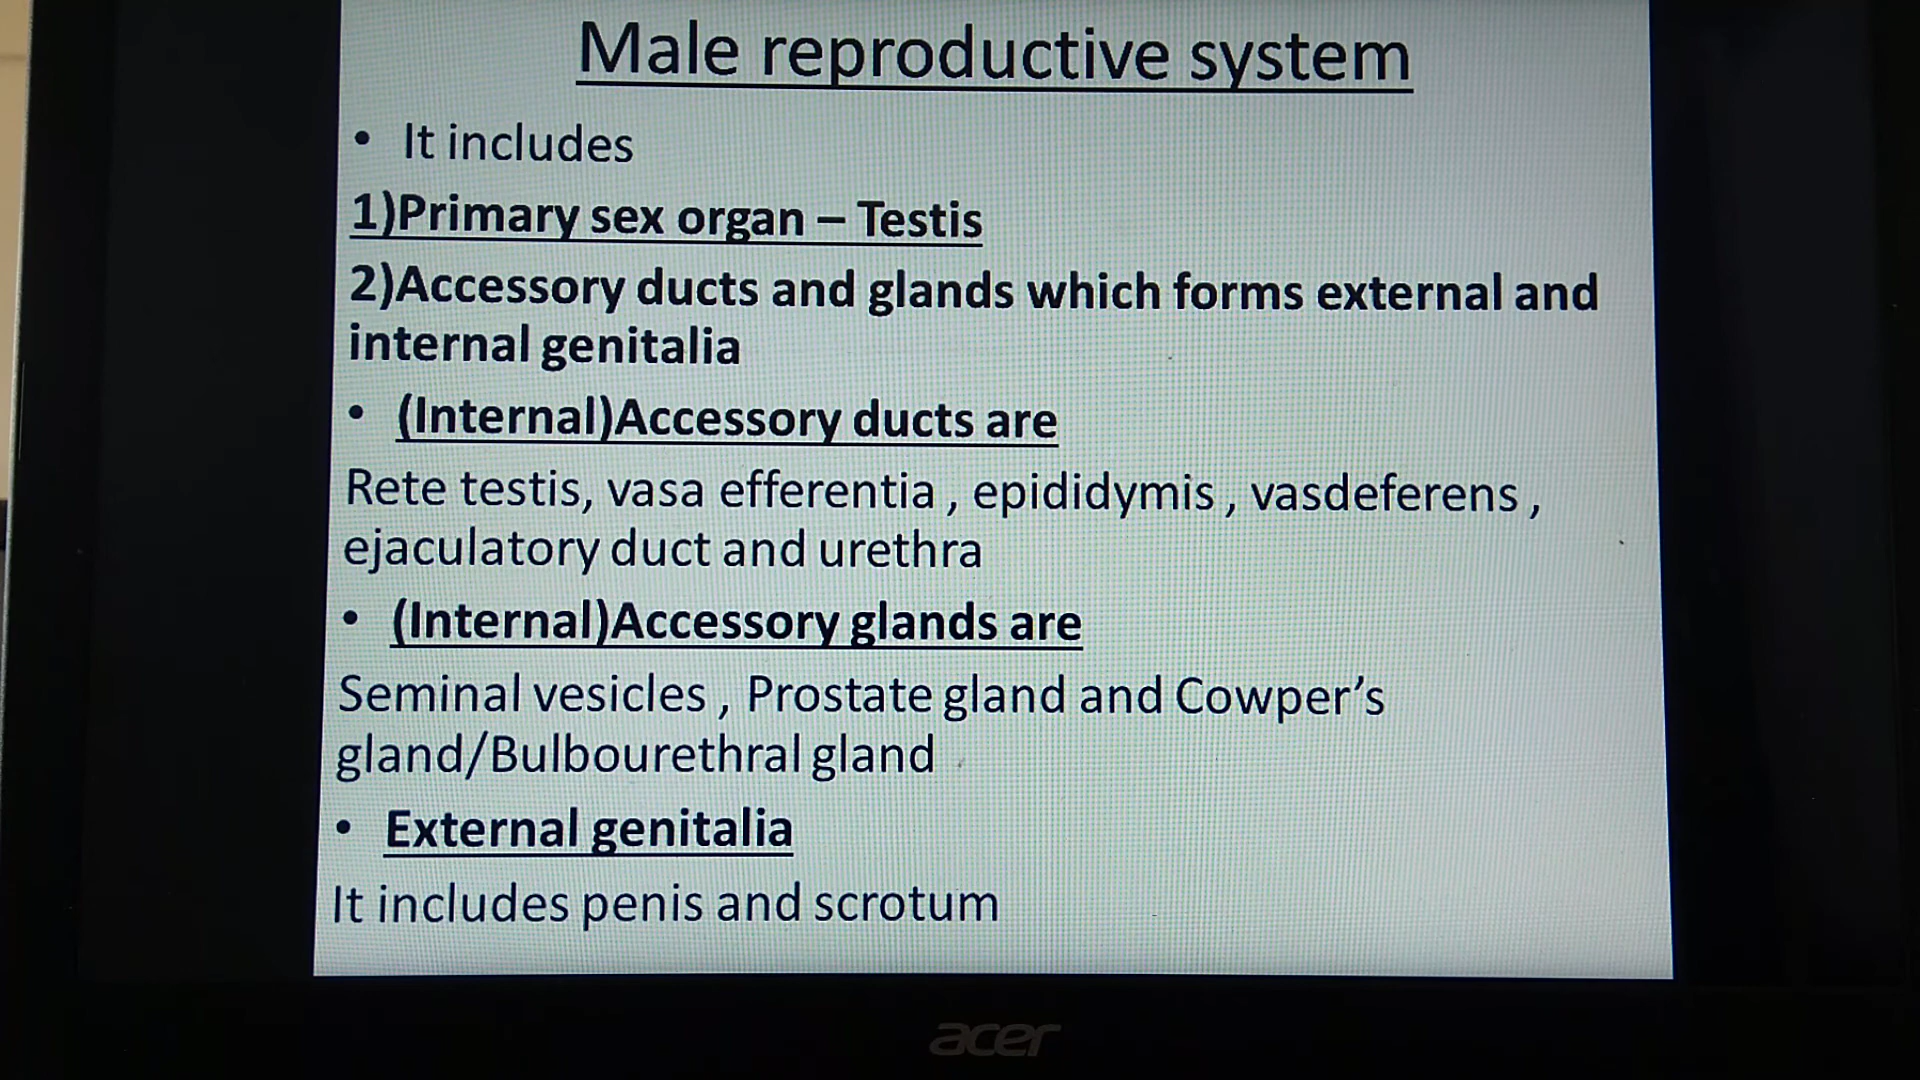 Male reproductive system
• It includes
1)Primary sex organ – Testis
2)Accessory ducts and glands which forms external and
internal genitalia
• (Internal)Accessory ducts are
Rete testis, vasa efferentia , epididymis , vasdeferens ,
ejaculatory duct and urethra
• (Internal)Accessory glands are
Seminal vesicles , Prostate gland and Cowper’s
gland/Bulbourethral gland
• External genitalia
It includes penis and scrotum
acer